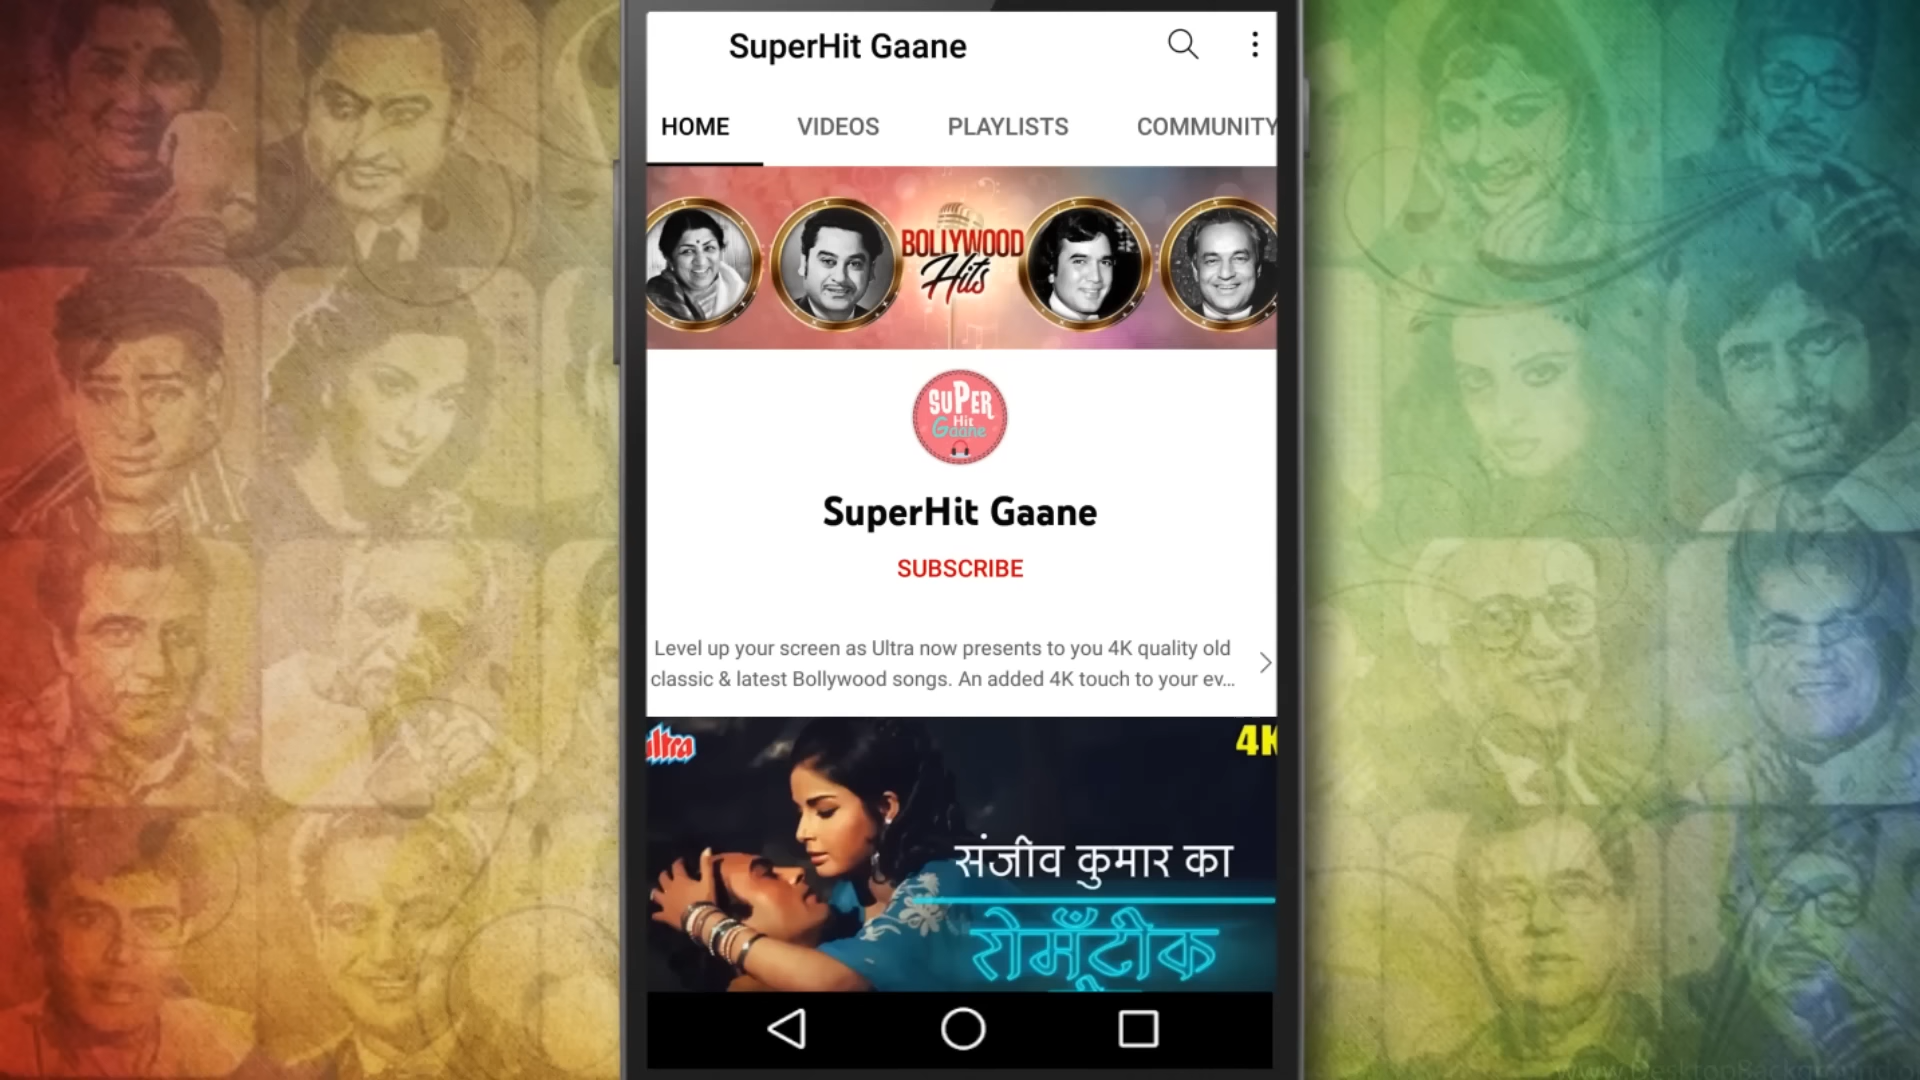 SuperHit Gaane
HOME VIDEOS PLAYLISTS COMMUNITY
BOLLYWOOD
Hits
SUPER
Hit
Gaane
SuperHit Gaane
SUBSCRIBE
Level up your screen as Ultra now presents to you 4K quality old
classic & latest Bollywood songs. An added 4K touch to your ev...
ultra
4K
संजीव कुमार का
रोमँटीक